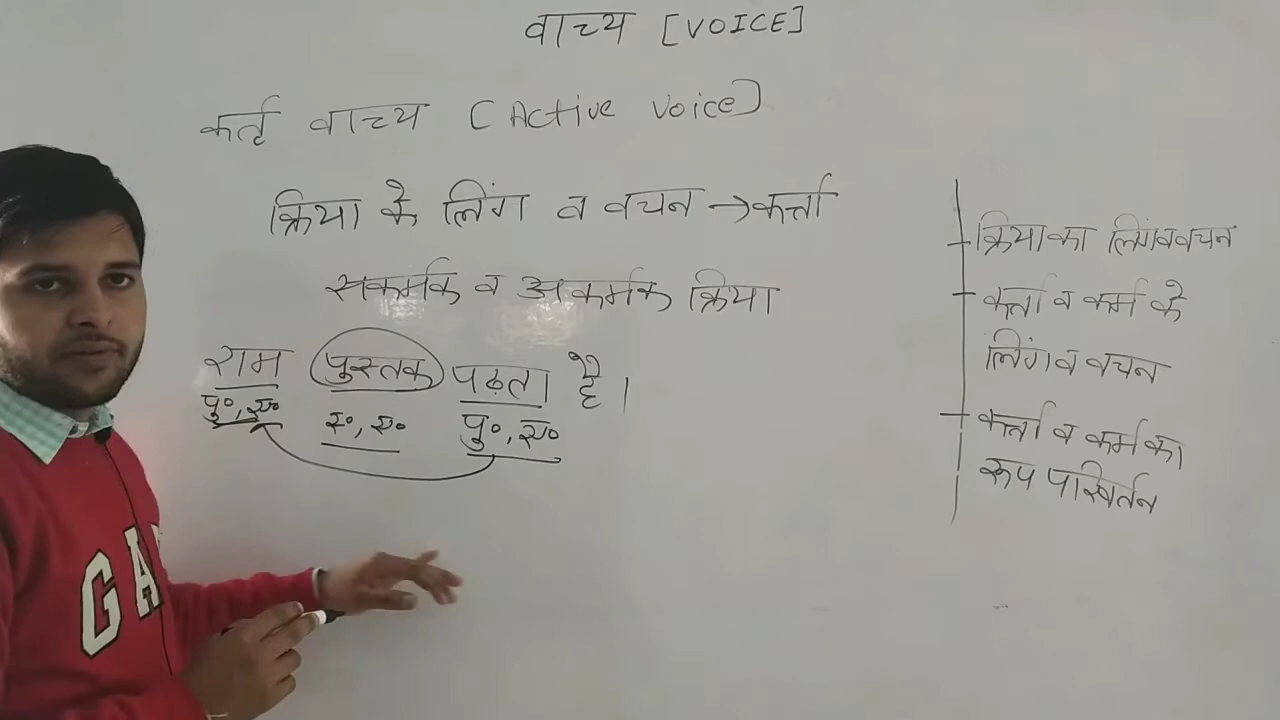 वाच्य [VOICE]
कर्तृ वाच्य [Active Voice]
क्रिया के लिंग व वचन → कर्त्ता
सकर्मक व अकर्मक क्रिया
राम पुस्तक पढ़ता है।
पु०, ए० स्०, ए० पु०, ए०
क्रिया का लिंग व वचन
कर्त्ता व कर्म के
लिंग व वचन
कर्त्ता व कर्म का
रूप परिवर्तन
GA